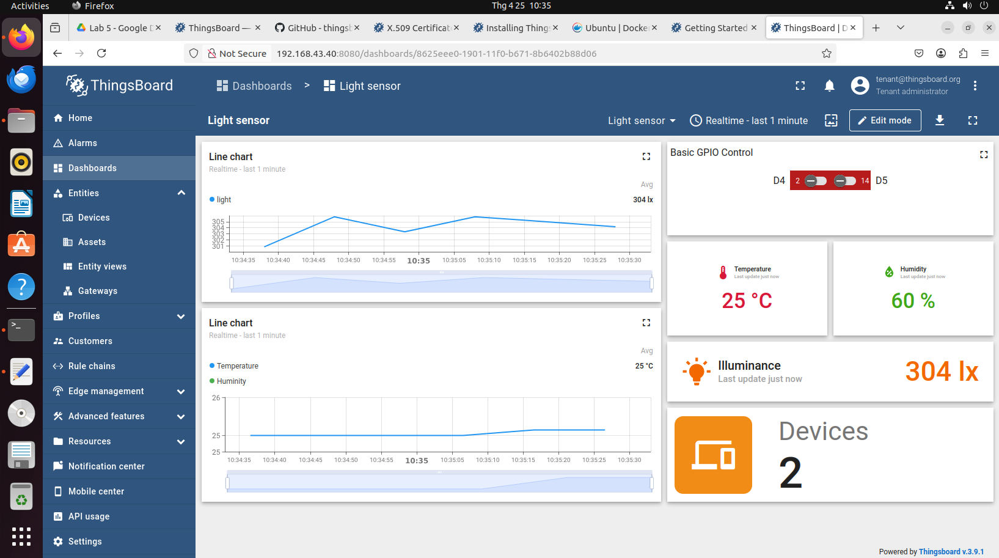 Activities
Firefox
Thg 4 25 10:35
Lab 5 - Google D
ThingsBoard —
GitHub - things
X.509 Certificat
Installing Thing
Ubuntu | Docke
Getting Started
ThingsBoard | D
Not Secure
192.168.43.40:8080/dashboards/8625eee0-1901-11f0-b671-8b6402b88d06
ThingsBoard
Dashboards > Light sensor
tenant@thingsboard.org
Tenant administrator
Home
Alarms
Dashboards
Entities
Devices
Assets
Entity views
Gateways
Profiles
Customers
Rule chains
Edge management
Advanced features
Resources
Notification center
Mobile center
API usage
Settings
Light sensor
Light sensor
Realtime - last 1 minute
Edit mode
Line chart
Realtime - last 1 minute
Avg
light
304 lx
305
304
303
302
301
10:34:35 10:34:40 10:34:45 10:34:50 10:34:55 10:35 10:35:05 10:35:10 10:35:15 10:35:20 10:35:25 10:35:30
Line chart
Realtime - last 1 minute
Avg
Temperature
25 °C
Huminity
26
25
25
10:34:35 10:34:40 10:34:45 10:34:50 10:34:55 10:35 10:35:05 10:35:10 10:35:15 10:35:20 10:35:25 10:35:30
Basic GPIO Control
D4 2 14 D5
Temperature
Last update just now
25 °C
Humidity
Last update just now
60 %
Illuminance
Last update just now
304 lx
Devices
2
Powered by Thingsboard v.3.9.1